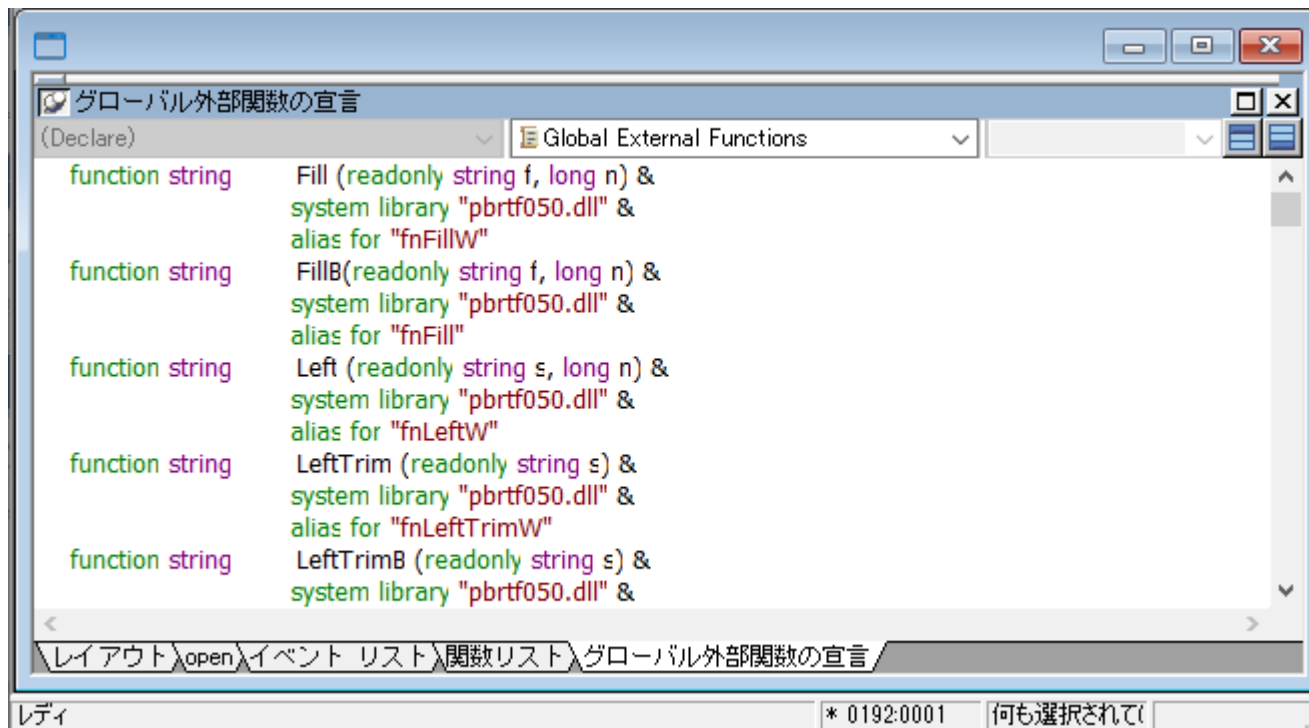 グローバル外部関数の宣言
(Declare) Global External Functions
function string Fill (readonly string f, long n) &
system library "pbrtf050.dll" &
alias for "fnFillW"
function string FillB(readonly string f, long n) &
system library "pbrtf050.dll" &
alias for "fnFill"
function string Left (readonly string s, long n) &
system library "pbrtf050.dll" &
alias for "fnLeftW"
function string LeftTrim (readonly string s) &
system library "pbrtf050.dll" &
alias for "fnLeftTrimW"
function string LeftTrimB (readonly string s) &
system library "pbrtf050.dll" &
レイアウト open イベント リスト 関数リスト グローバル外部関数の宣言
レディ * 0192:0001 何も選択されて